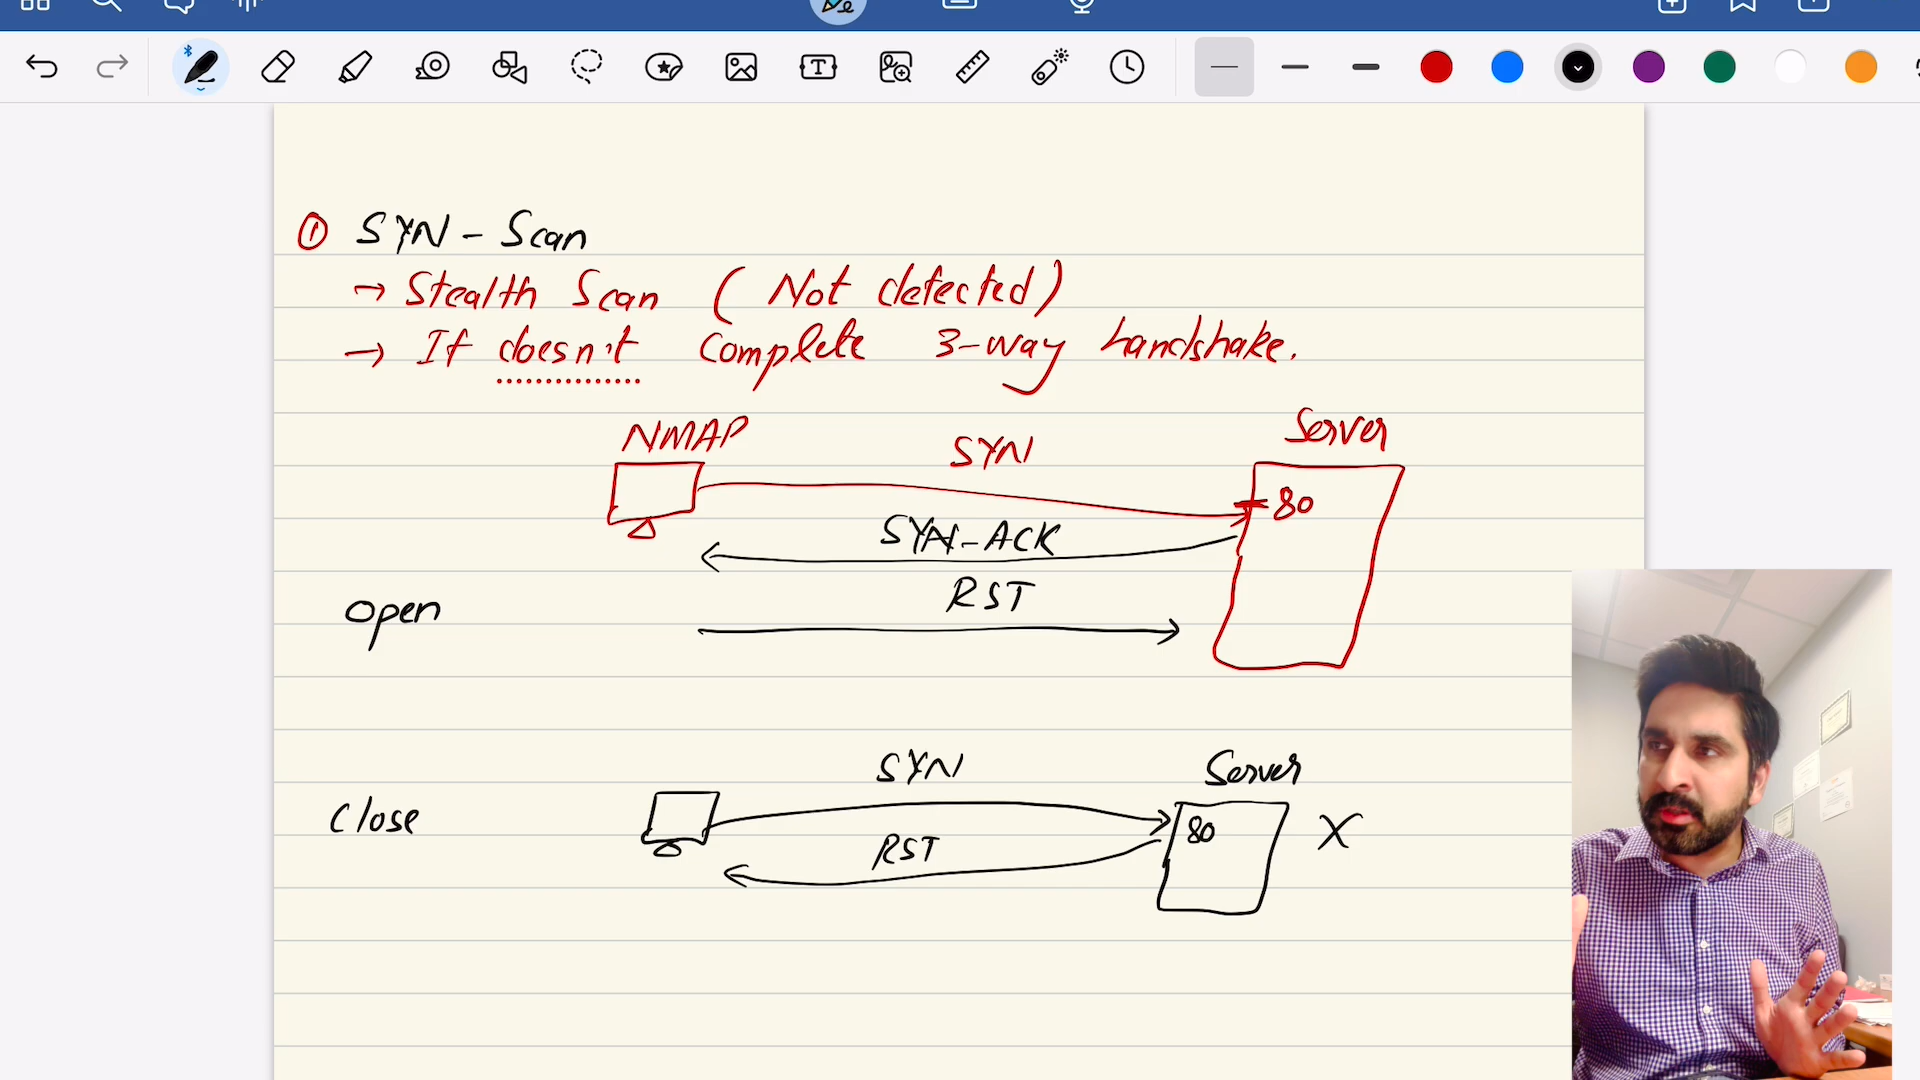 ① SYN - Scan
→ Stealth Scan ( Not detected )
→ If doesn't Complete 3-way handshake.
NMAP
SYN
Server
80
SYN-ACK
RST
Open
SYN
Server
Close
80
X
RST